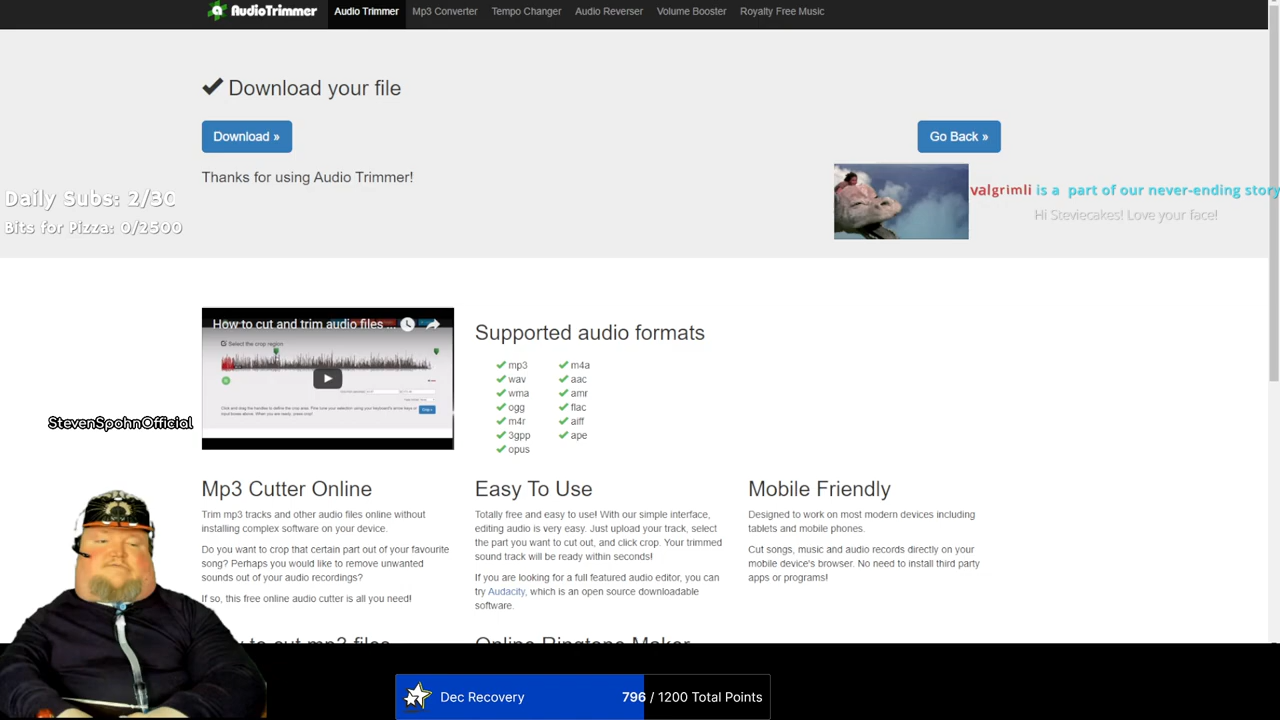 AudioTrimmer Audio Trimmer Mp3 Converter Tempo Changer Audio Reverser Volume Booster Royalty Free Music
Download your file
Download »
Go Back »
Thanks for using Audio Trimmer!
Daily Subs: 2/30
Bits for Pizza: 0/2500
valgrimli is a part of our never-ending story
Hi Steviecakes! Love your face!
How to cut and trim audio files ...
Select the crop region
Supported audio formats
mp3
wav
wma
ogg
m4r
3gpp
opus
m4a
aac
amr
flac
aiff
ape
StevenSpohnOfficial
Mp3 Cutter Online
Trim mp3 tracks and other audio files online without
installing complex software on your device.
Do you want to crop that certain part out of your favourite
song? Perhaps you would like to remove unwanted
sounds out of your audio recordings?
If so, this free online audio cutter is all you need!
Easy To Use
Totally free and easy to use! With our simple interface,
editing audio is very easy. Just upload your track, select
the part you want to cut out, and click crop. Your trimmed
sound track will be ready within seconds!
If you are looking for a full featured audio editor, you can
try Audacity, which is an open source downloadable
software.
Mobile Friendly
Designed to work on most modern devices including
tablets and mobile phones.
Cut songs, music and audio records directly on your
mobile device's browser. No need to install third party
apps or programs!
to cut mp3 files
Online Ringtone Maker
Dec Recovery 796 / 1200 Total Points